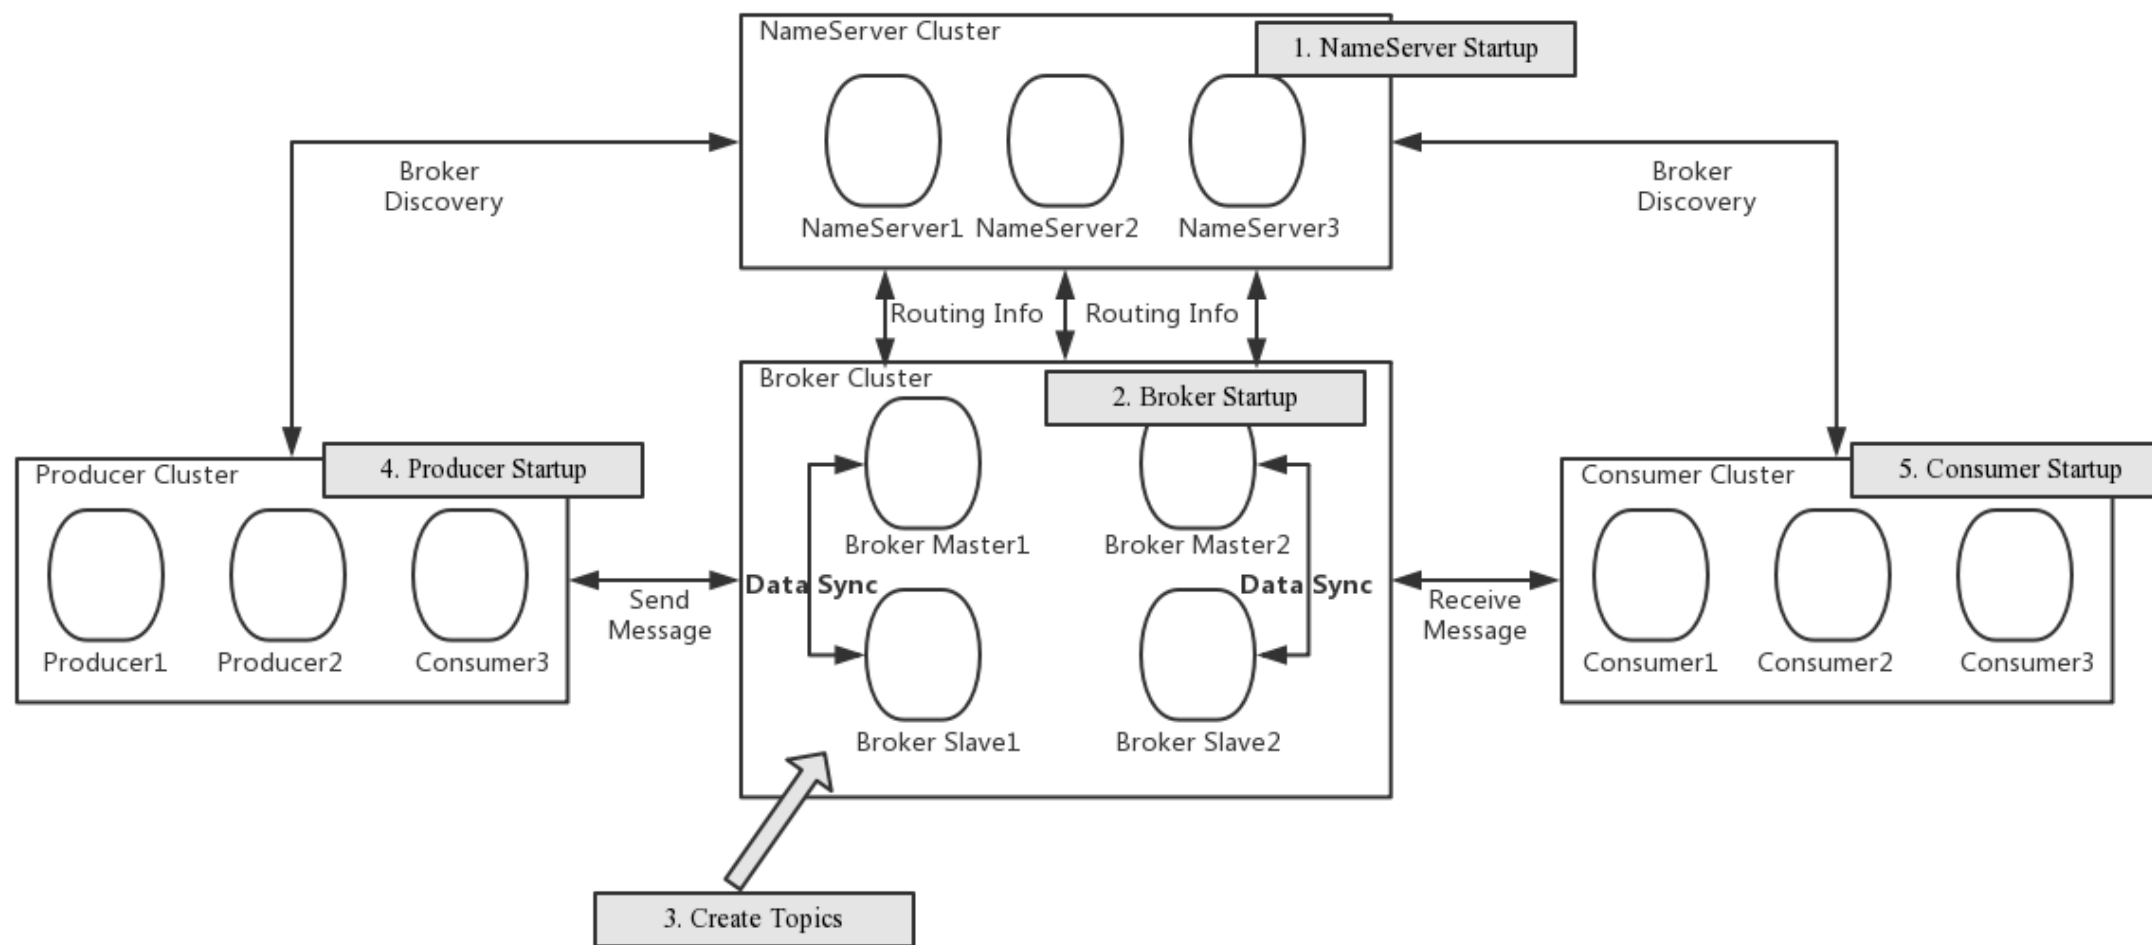 NameServer Cluster
1. NameServer Startup
NameServer1 NameServer2 NameServer3
Broker
Discovery
Broker
Discovery
Routing Info Routing Info
Broker Cluster
2. Broker Startup
Producer Cluster
4. Producer Startup
Consumer Cluster
5. Consumer Startup
Broker Master1 Broker Master2
Data Sync Data Sync
Send
Message
Receive
Message
Producer1 Producer2 Consumer3
Consumer1 Consumer2 Consumer3
Broker Slave1 Broker Slave2
3. Create Topics